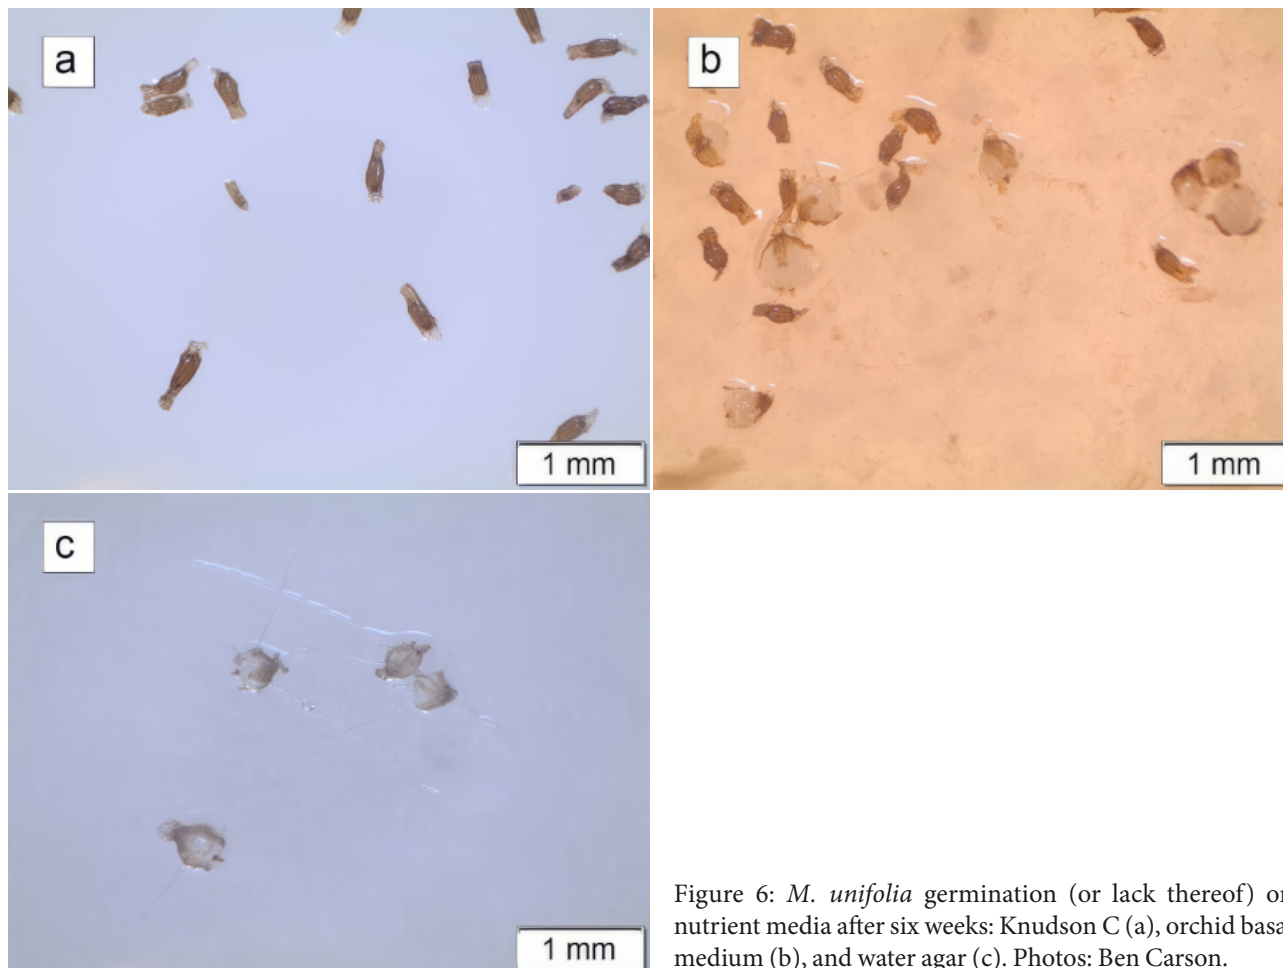 a
b
1 mm
1 mm
c
1 mm
Figure 6: M. unifolia germination (or lack thereof) on
nutrient media after six weeks: Knudson C (a), orchid basa
medium (b), and water agar (c). Photos: Ben Carson.